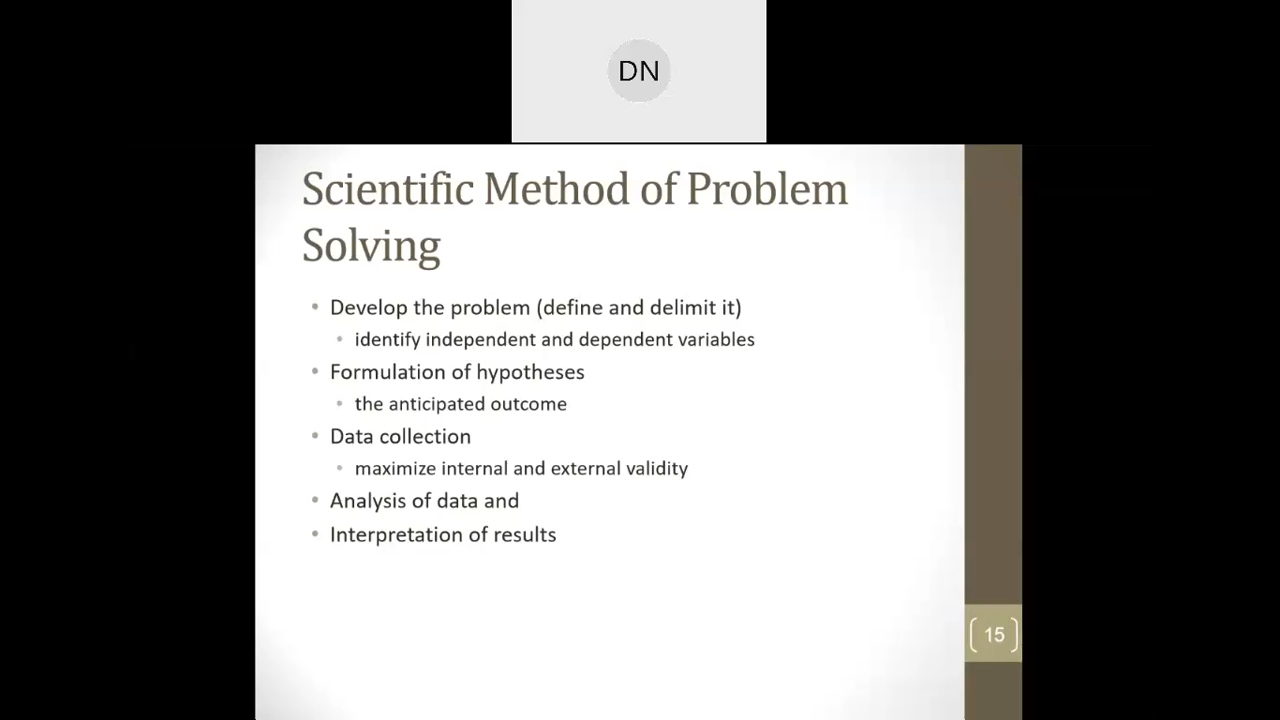 DN
Scientific Method of Problem
Solving
• Develop the problem (define and delimit it)
• identify independent and dependent variables
• Formulation of hypotheses
• the anticipated outcome
• Data collection
• maximize internal and external validity
• Analysis of data and
• Interpretation of results
[15]